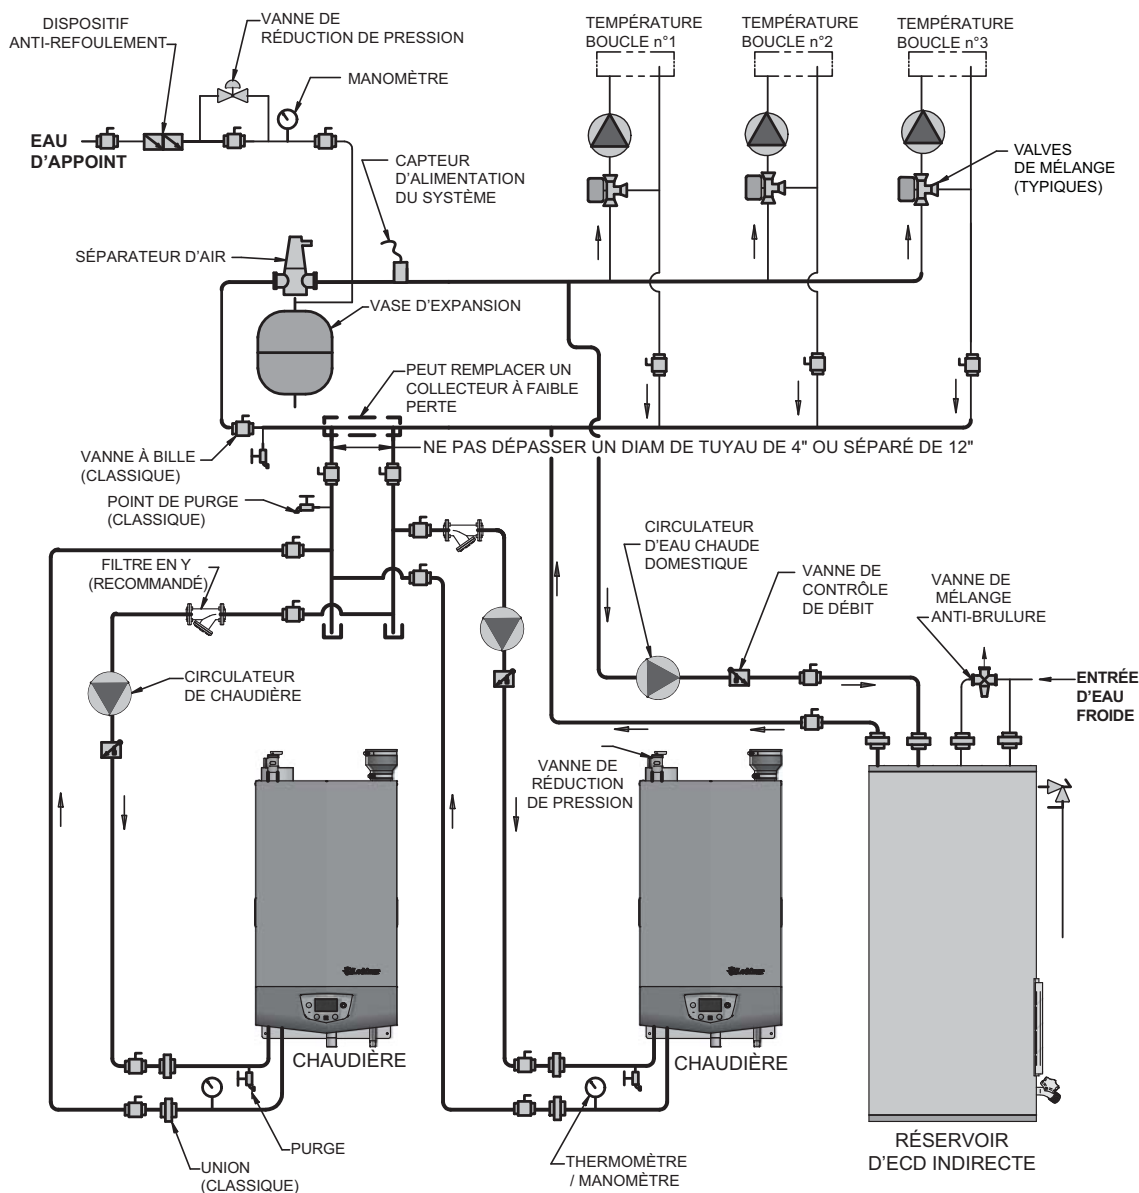 DISPOSITIF
ANTI-REFOULEMENT
VANNE DE
RÉDUCTION DE PRESSION
MANOMÈTRE
EAU
D'APPOINT
CAPTEUR
D'ALIMENTATION
DU SYSTÈME
TEMPÉRATURE
BOUCLE n°1
TEMPÉRATURE
BOUCLE n°2
TEMPÉRATURE
BOUCLE n°3
VALVES
DE MÉLANGE
(TYPIQUES)
SÉPARATEUR D'AIR
VASE D'EXPANSION
PEUT REMPLACER UN
COLLECTEUR À FAIBLE
PERTE
NE PAS DÉPASSER UN DIAM DE TUYAU DE 4" OU SÉPARÉ DE 12"
VANNE À BILLE
(CLASSIQUE)
POINT DE PURGE
(CLASSIQUE)
FILTRE EN Y
(RECOMMANDÉ)
CIRCULATEUR
D'EAU CHAUDE
DOMESTIQUE
VANNE DE
CONTRÔLE
DE DÉBIT
VANNE DE
MÉLANGE
ANTI-BRULURE
CIRCULATEUR
DE CHAUDIÈRE
ENTRÉE
D'EAU
FROIDE
VANNE DE
RÉDUCTION
DE PRESSION
CHAUDIÈRE
CHAUDIÈRE
PURGE
UNION
(CLASSIQUE)
THERMOMÈTRE
/ MANOMÈTRE
RÉSERVOIR
D'ECD INDIRECTE